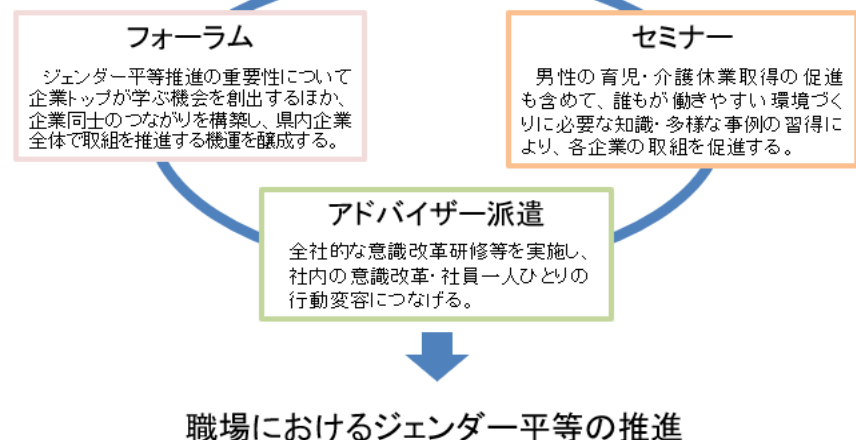 フォーラム
ジェンダー平等推進の重要性について
企業トップが学ぶ機会を創出するほか、
企業同士のつながりを構築し、県内企業
全体で取組を推進する機運を醸成する。
セミナー
男性の育児・介護休業取得の促進
も含めて、誰もが働きやすい環境づく
りに必要な知識・多様な事例の習得に
より、各企業の取組を促進する。
アドバイザー派遣
全社的な意識改革研修等を実施し、
社内の意識改革・社員一人ひとりの
行動変容につなげる。
職場におけるジェンダー平等の推進